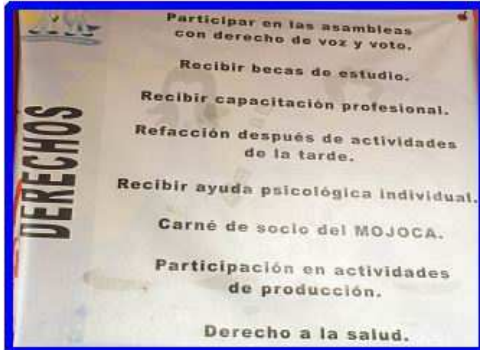 DERECHOS
Participar en las asambleas
con derecho de voz y voto.
Recibir becas de estudio.
Recibir capacitación profesional.
Refacción después de actividades
de la tarde.
Recibir ayuda psicológica individual.
Carné de socio del MOJOCA.
Participación en actividades
de producción.
Derecho a la salud.